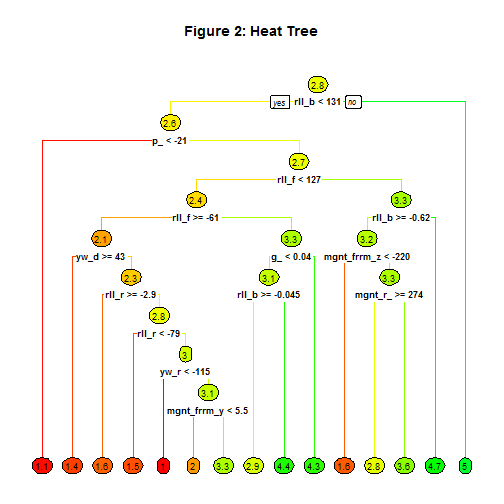 Figure 2: Heat Tree
2.8
yes rll_b < 131 no
2.6
p_ < -21
2.7
rll_f < 127
2.4 3.3
rll_f >= -61 rll_b >= -0.62
2.1 3.3 3.2
yw_d >= 43 g_ < 0.04 mgnt_frrm_z < -220
2.3 3.1 3.3
rll_r >= -2.9 rll_b >= -0.045 mgnt_r_ >= 274
2.8
rll_r < -79
3
yw_r < -115
3.1
mgnt_frrm_y < 5.5
1.1 1.4 1.6 1.5 1 2 3.3 2.9 4.4 4.3 1.6 2.8 3.6 4.7 5